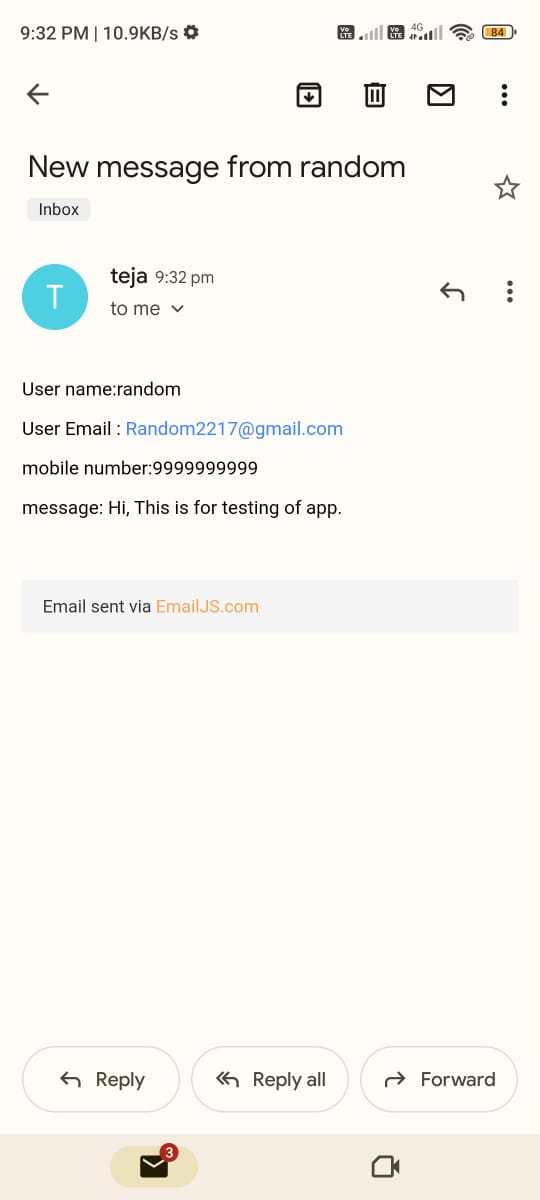 9:32 PM | 10.9KB/s
Vo LTE Vo LTE 4G 84
New message from random
Inbox
T
teja 9:32 pm
to me
User name:random
User Email : Random2217@gmail.com
mobile number:9999999999
message: Hi, This is for testing of app.
Email sent via EmailJS.com
Reply
Reply all
Forward
3